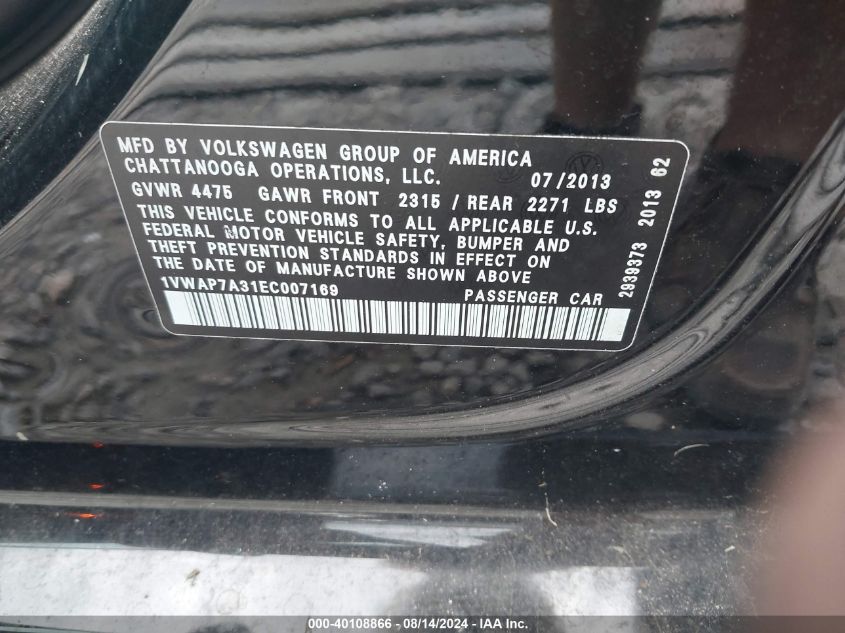 MFD BY VOLKSWAGEN GROUP OF AMERICA
CHATTANOOGA OPERATIONS, LLC. 07/2013
GVWR 4475 GAWR FRONT 2315 / REAR 2271 LBS
THIS VEHICLE CONFORMS TO ALL APPLICABLE U.S.
FEDERAL MOTOR VEHICLE SAFETY, BUMPER AND
THEFT PREVENTION STANDARDS IN EFFECT ON
THE DATE OF MANUFACTURE SHOWN ABOVE
1VWAP7A31EC007169 PASSENGER CAR
2939373 2013 62
000-40108866 - 08/14/2024 - IAA Inc.